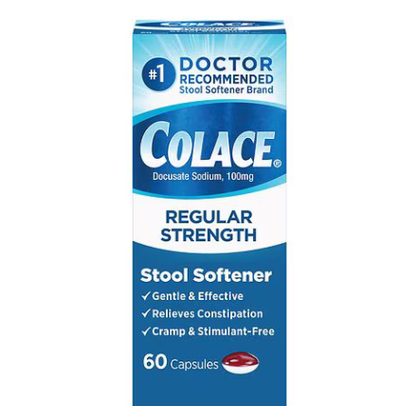 #1 DOCTOR
RECOMMENDED
Stool Softener Brand
COLACE®
Docusate Sodium, 100mg
REGULAR
STRENGTH
Stool Softener
✓Gentle & Effective
✓Relieves Constipation
✓Cramp & Stimulant-Free
60 Capsules